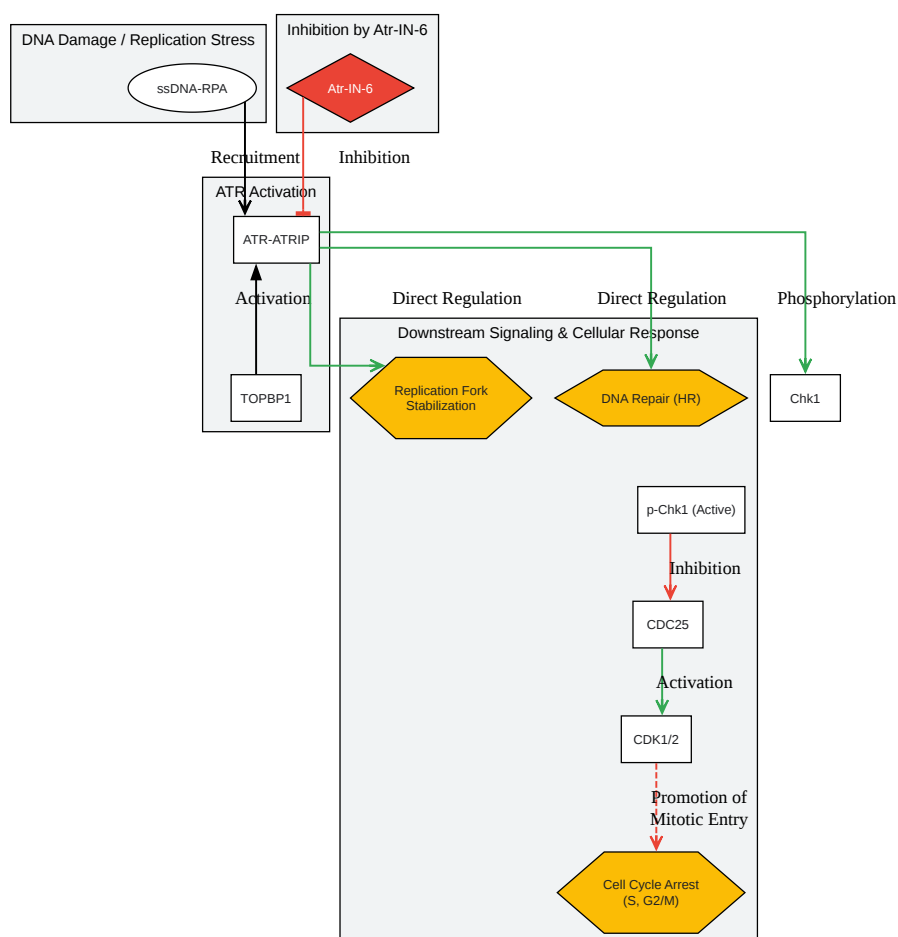 Inhibition by Atr-IN-6
DNA Damage / Replication Stress
ssDNA-RPA
Atr-IN-6
Recruitment
Inhibition
ATR Activation
ATR-ATRIP
Activation
Direct Regulation
Direct Regulation
Phosphorylation
Downstream Signaling & Cellular Response
TOPBP1
Replication Fork
Stabilization
DNA Repair (HR)
Chk1
p-Chk1 (Active)
Inhibition
CDC25
Activation
CDK1/2
Promotion of
Mitotic Entry
Cell Cycle Arrest
(S, G2/M)